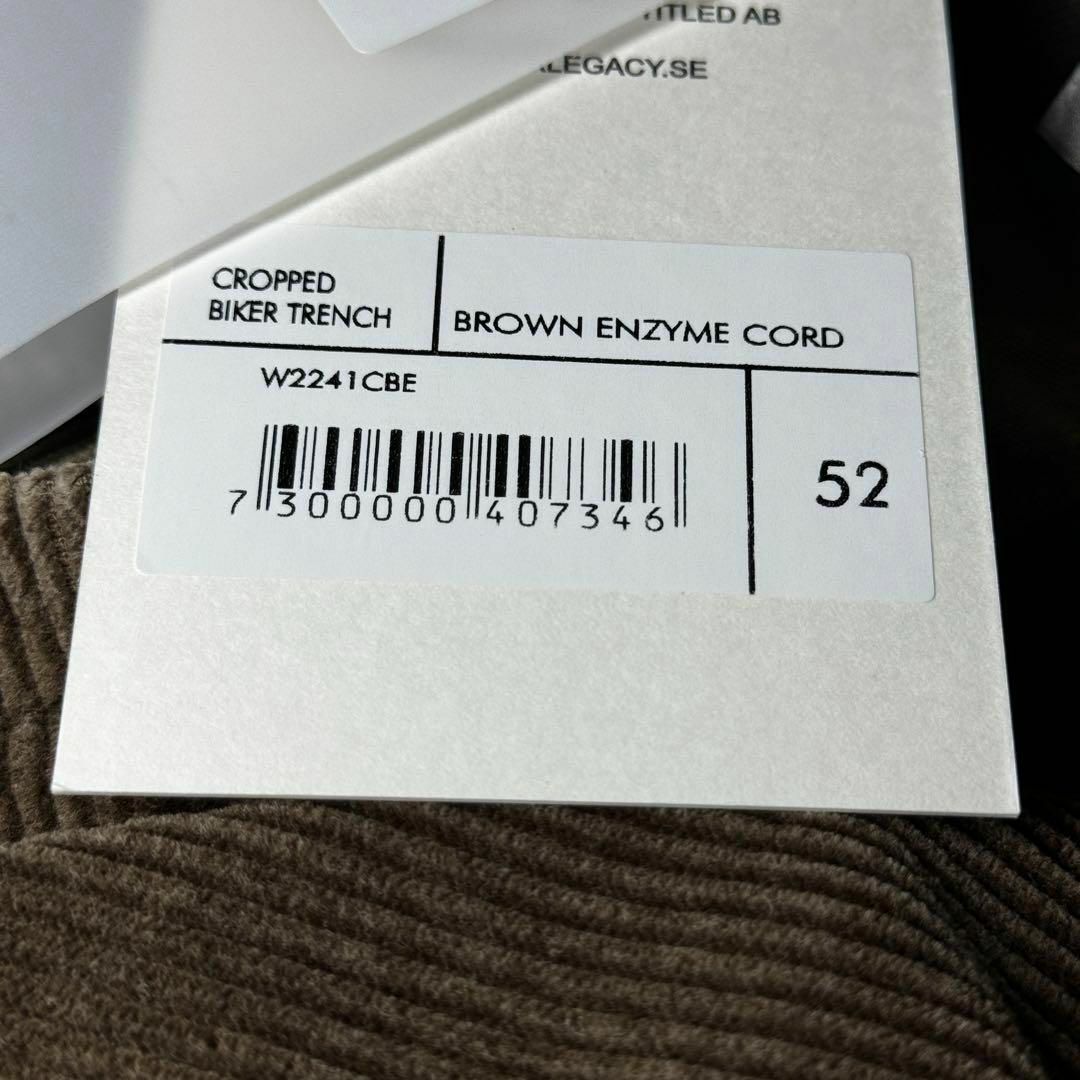 TITLED AB
LEGACY.SE
CROPPED
BIKER TRENCH
BROWN ENZYME CORD
W2241CBE
7 300000 407346
52